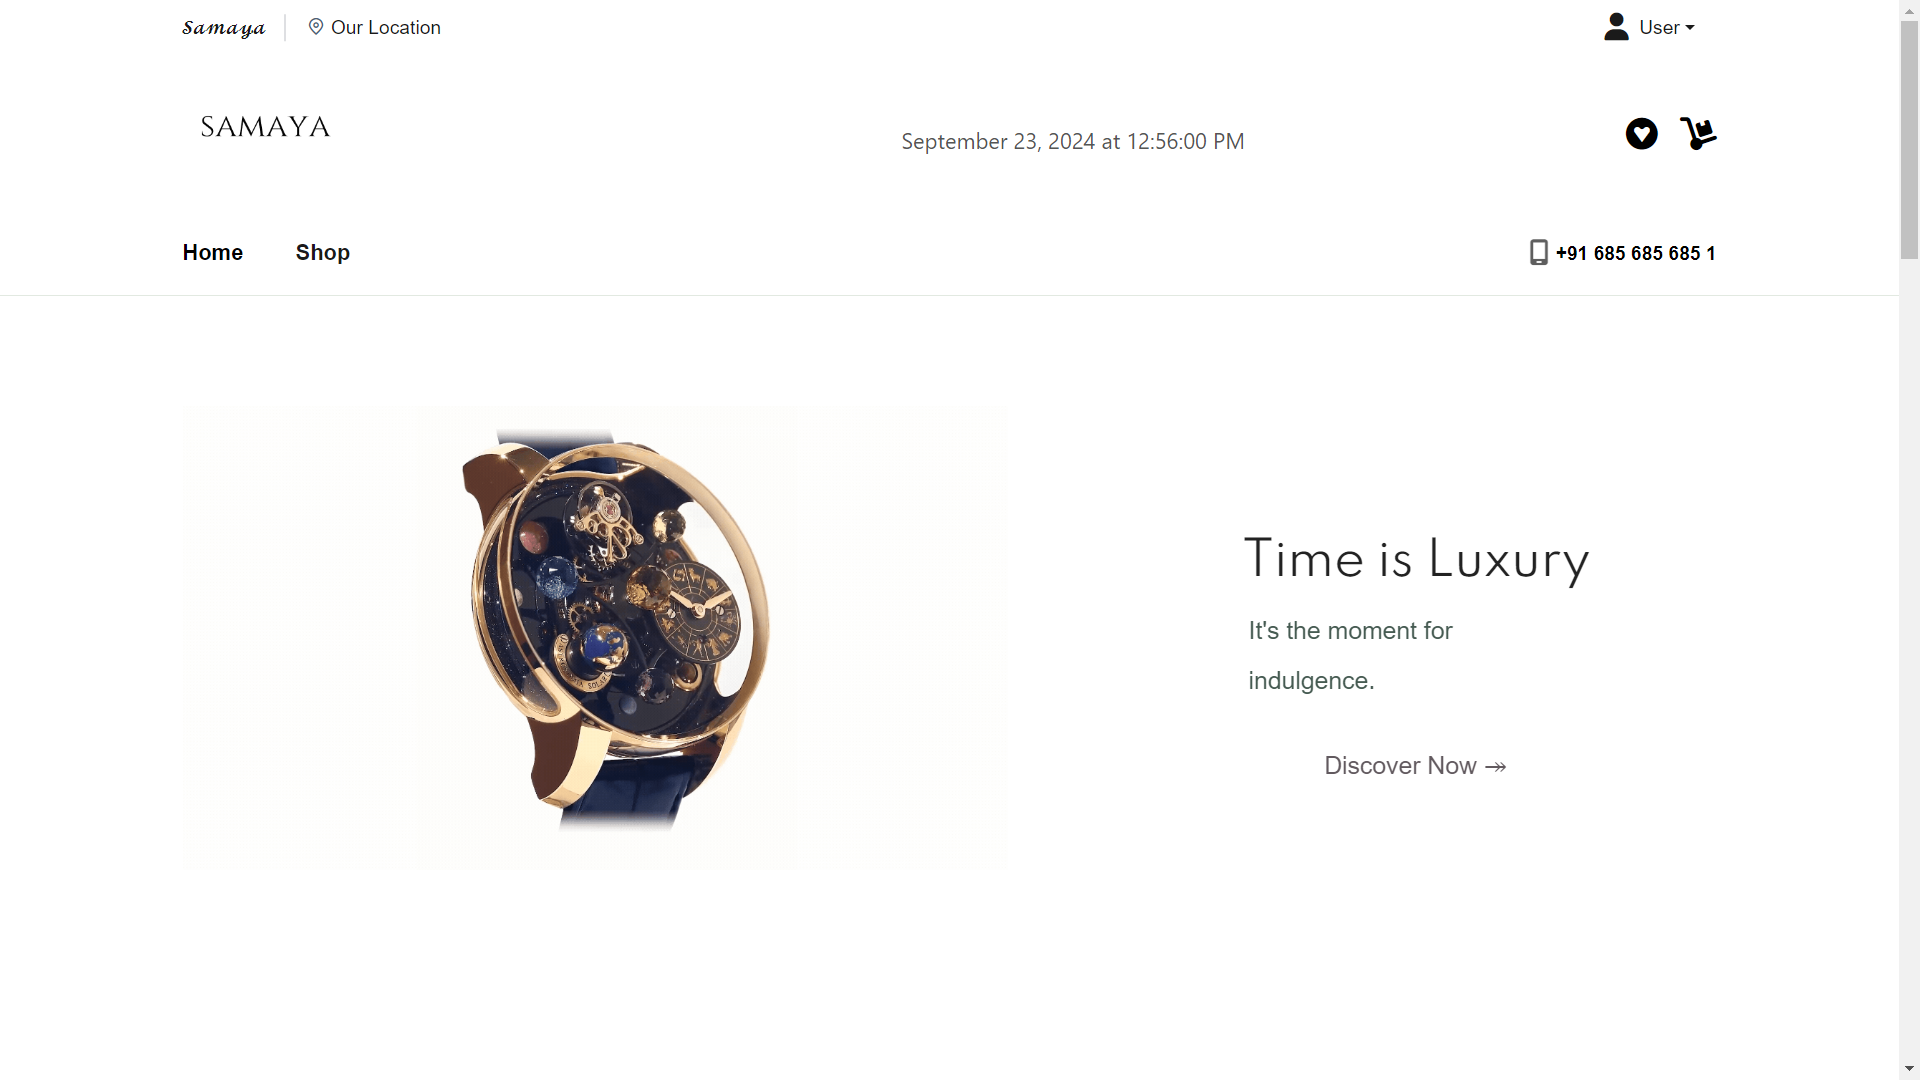 Samaya
Our Location
User
SAMAYA
September 23, 2024 at 12:56:00 PM
Home
Shop
+91 685 685 685 1
Time is Luxury
It's the moment for
indulgence.
Discover Now →